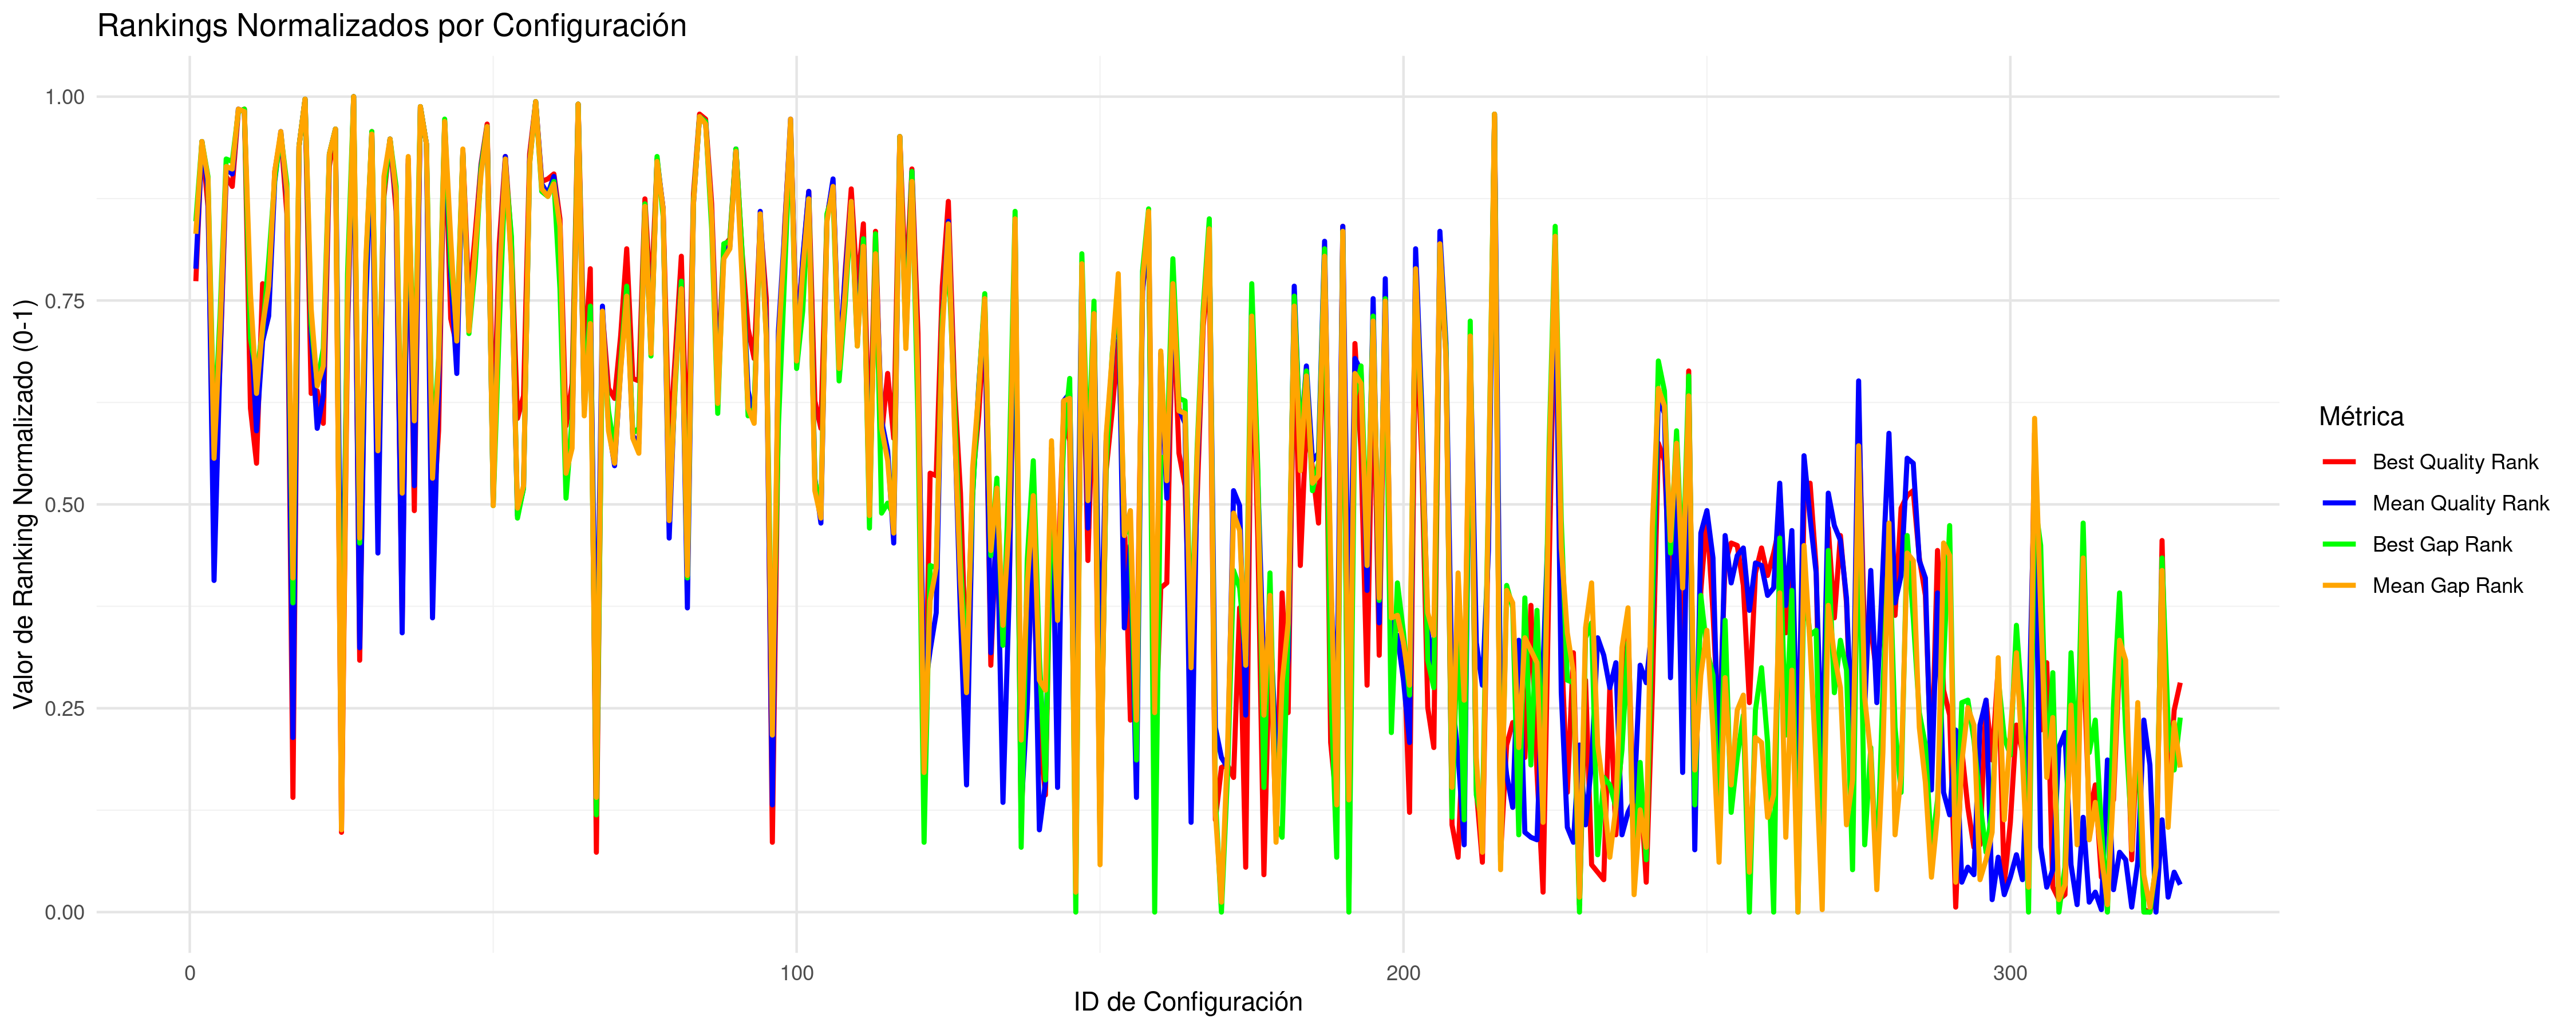 Rankings Normalizados por Configuración
Valor de Ranking Normalizado (0-1)
1.00
0.75
0.50
0.25
0.00
0
100
200
300
ID de Configuración
Métrica
Best Quality Rank
Mean Quality Rank
Best Gap Rank
Mean Gap Rank